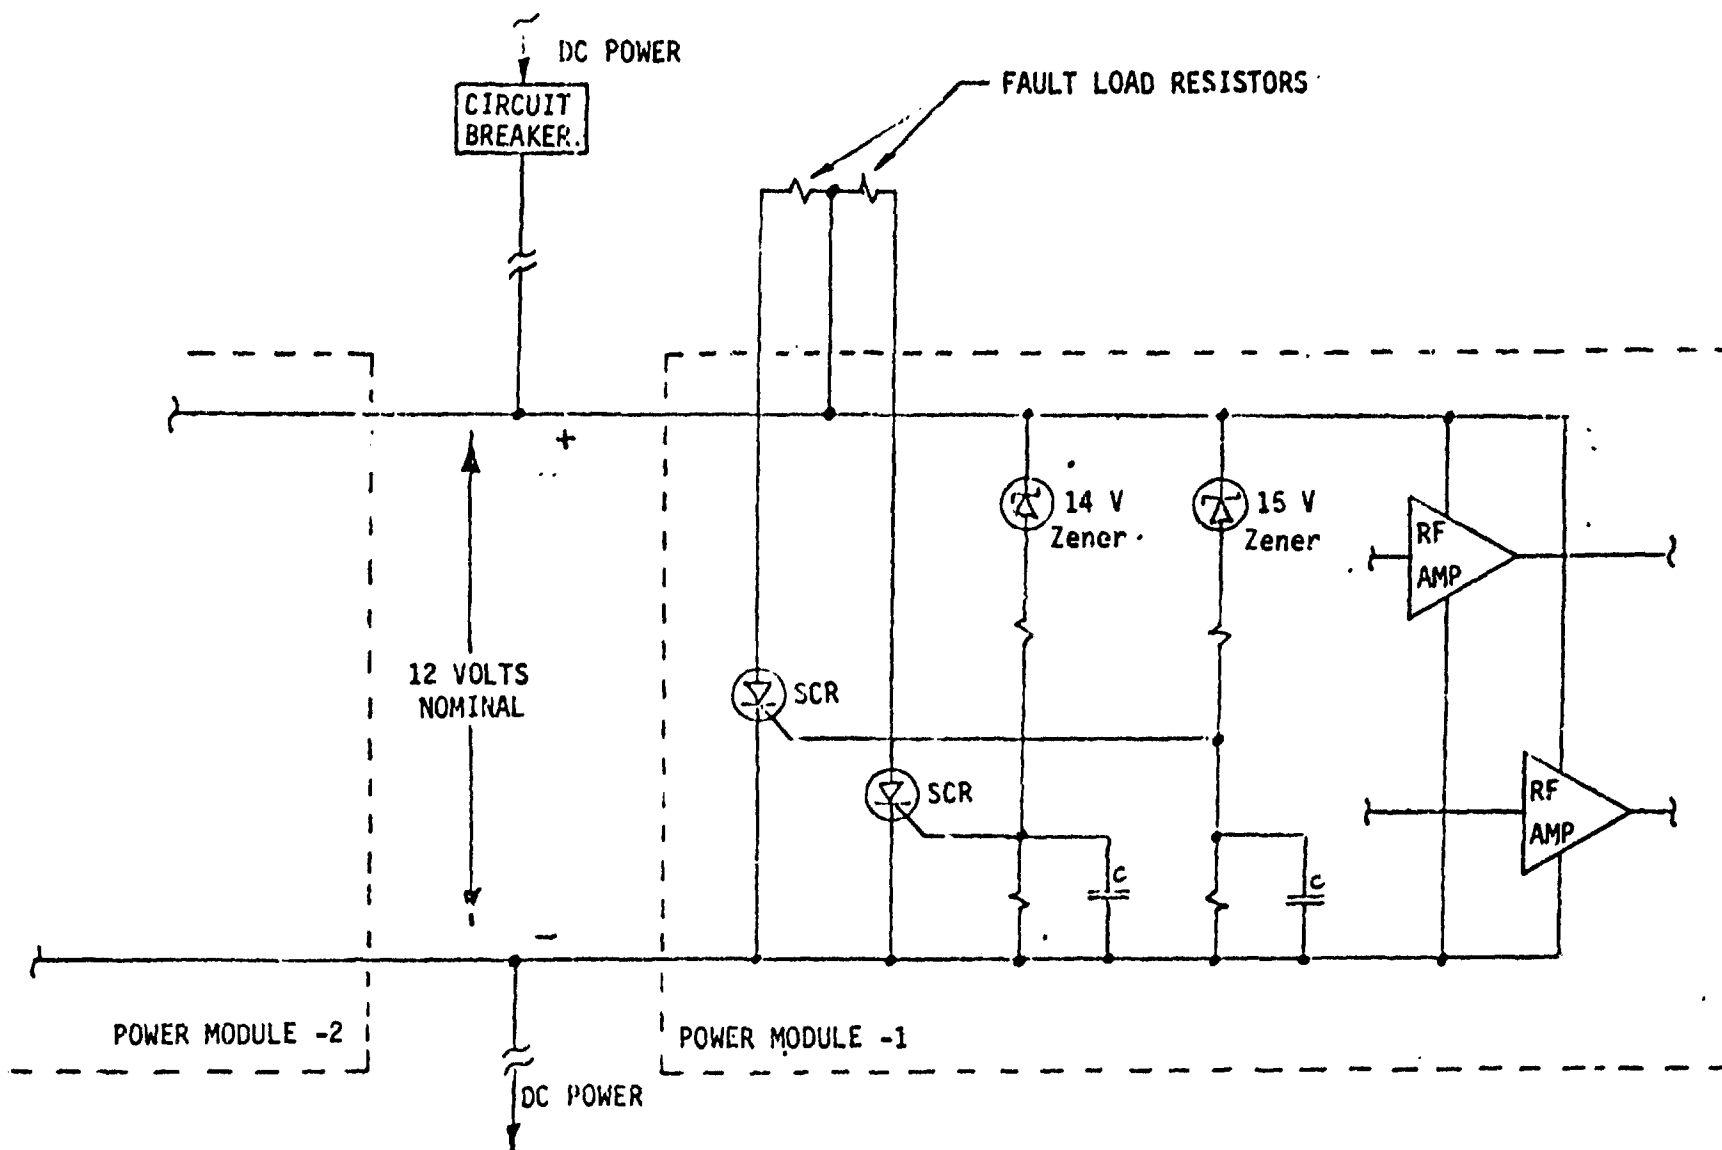 DC POWER
CIRCUIT
BREAKER.
FAULT LOAD RESISTORS
+
14 V
Zener
15 V
Zener
RF
AMP
12 VOLTS
NOMINAL
SCR
SCR
RF
AMP
C
C
-
POWER MODULE -2
POWER MODULE -1
DC POWER